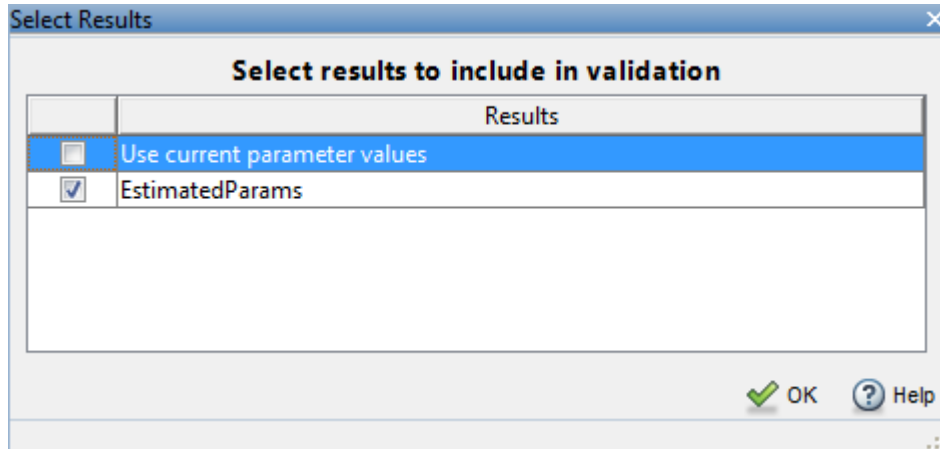 Select Results
Select results to include in validation
Results
Use current parameter values
EstimatedParams
OK Help